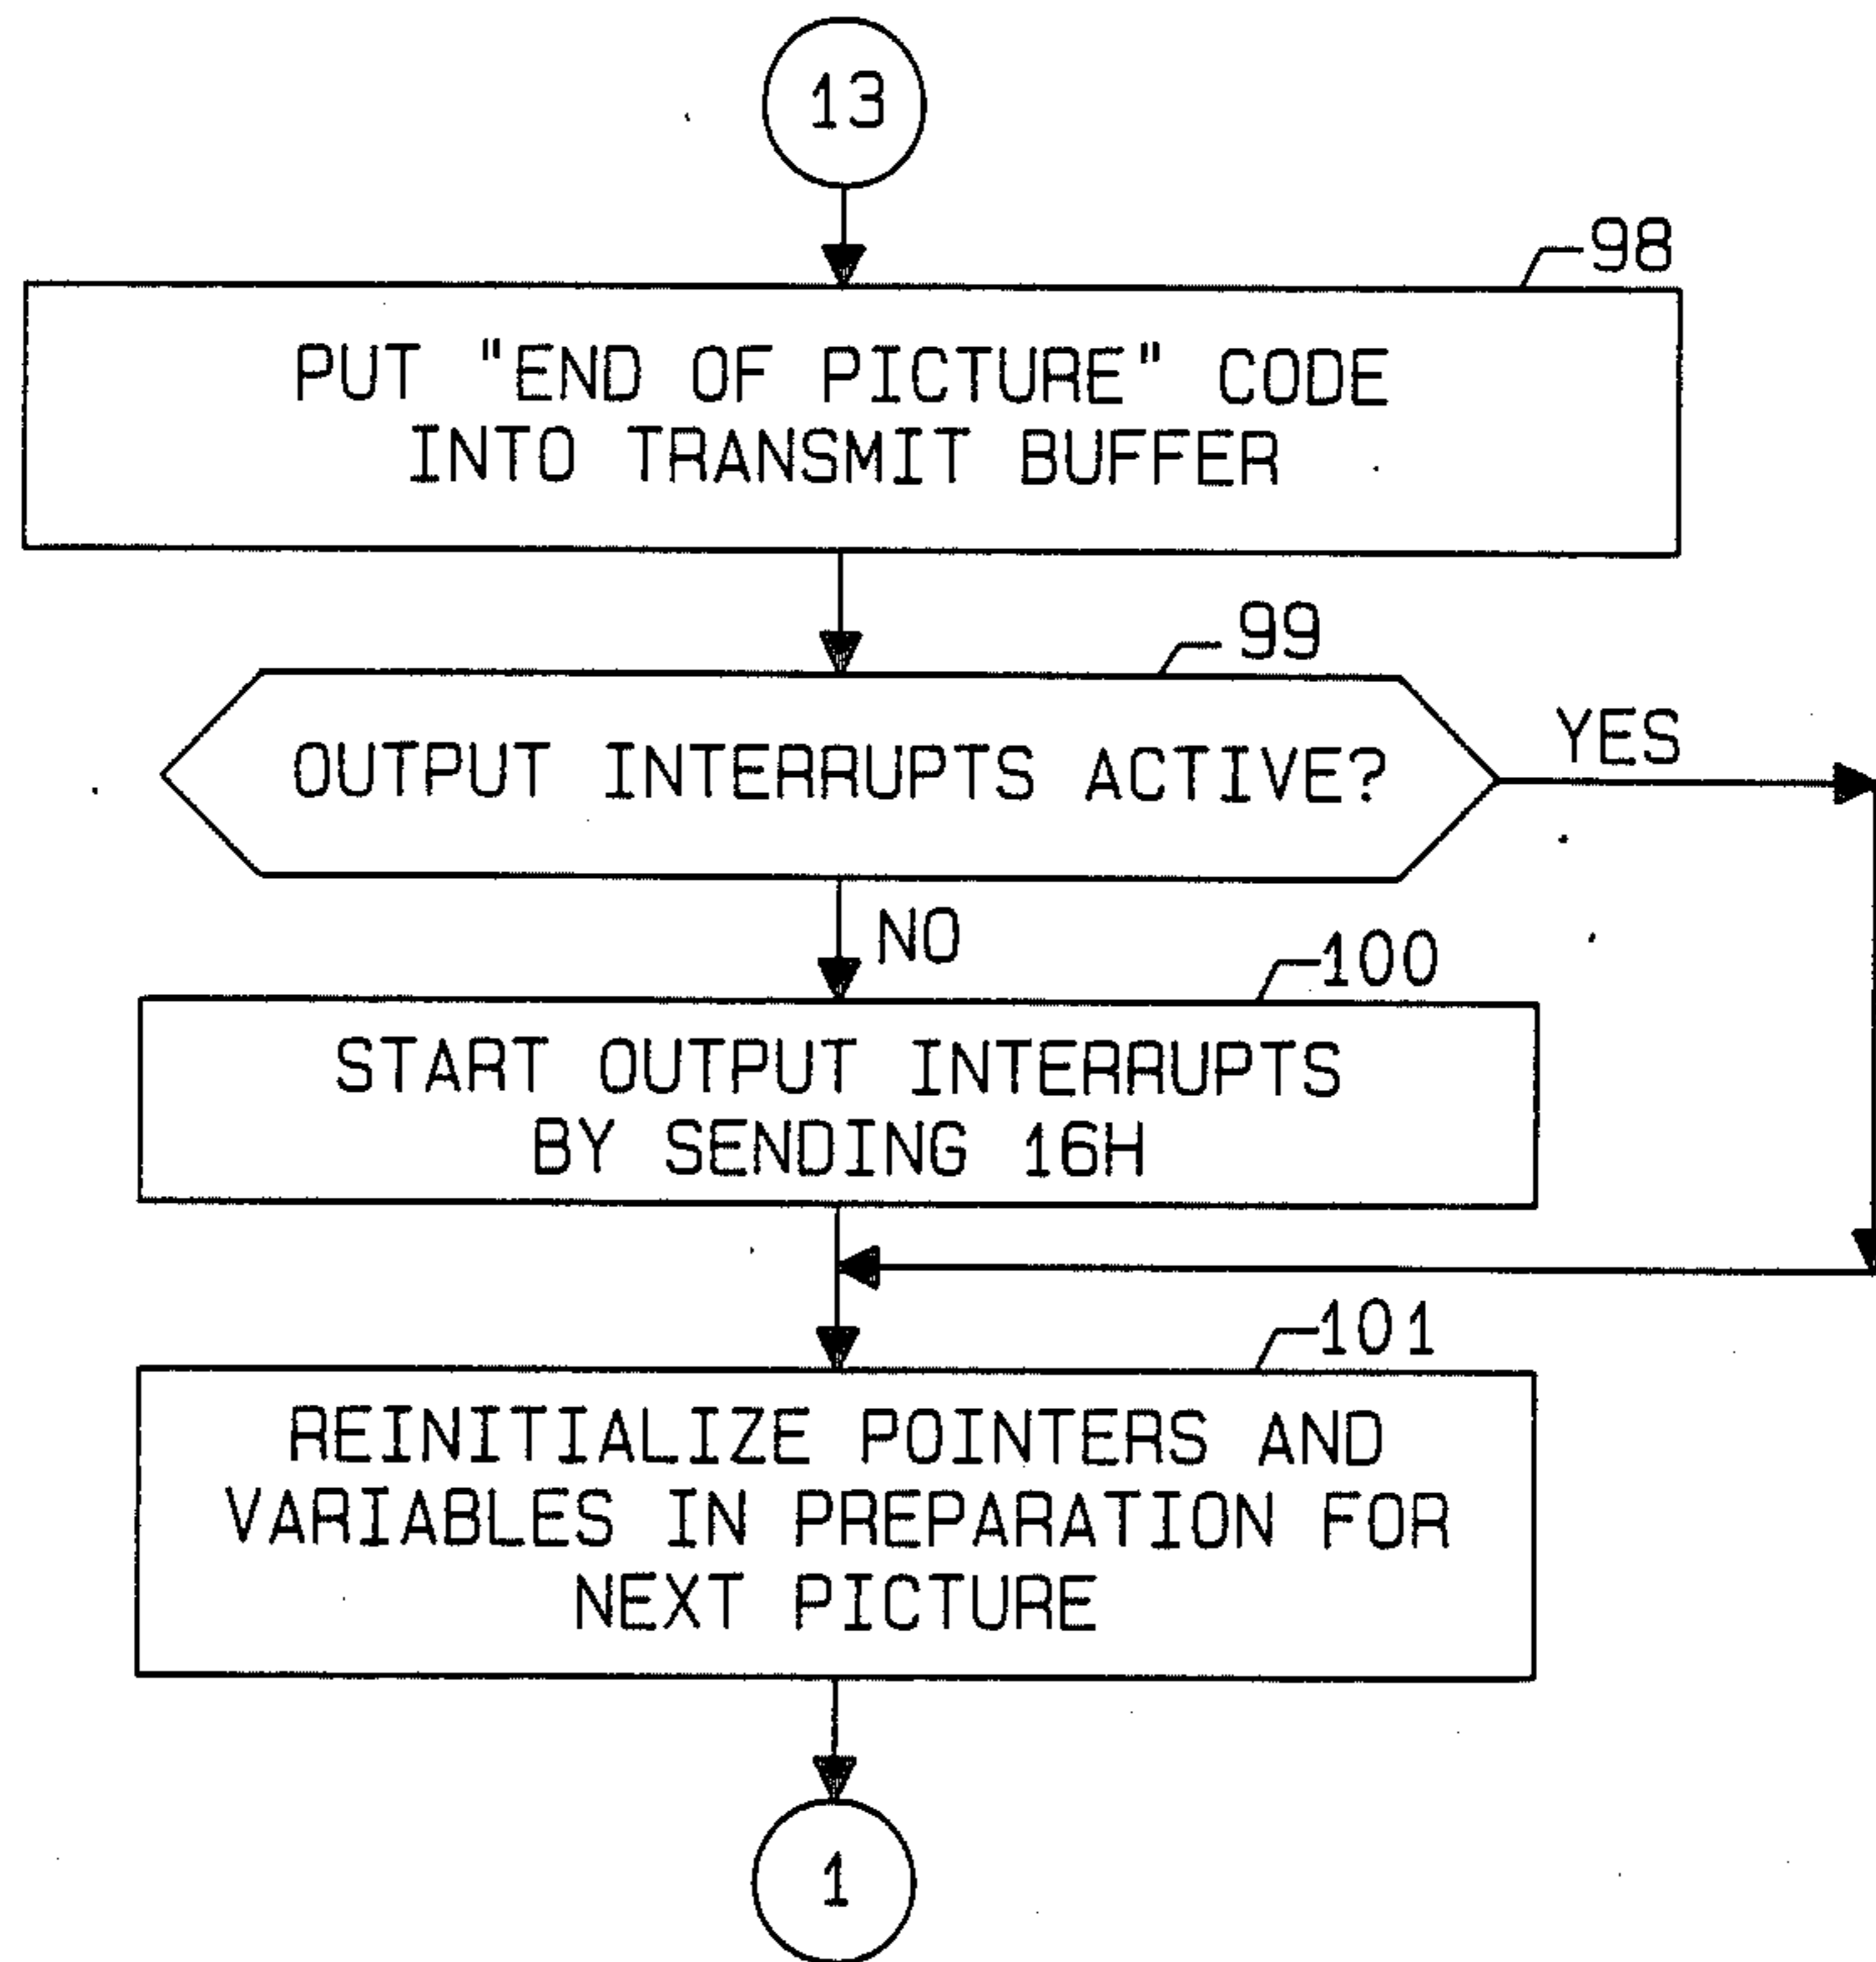 13
98
PUT "END OF PICTURE" CODE
INTO TRANSMIT BUFFER
99
OUTPUT INTERRUPTS ACTIVE?
YES
NO
100
START OUTPUT INTERRUPTS
BY SENDING 16H
101
REINITIALIZE POINTERS AND
VARIABLES IN PREPARATION FOR
NEXT PICTURE
1